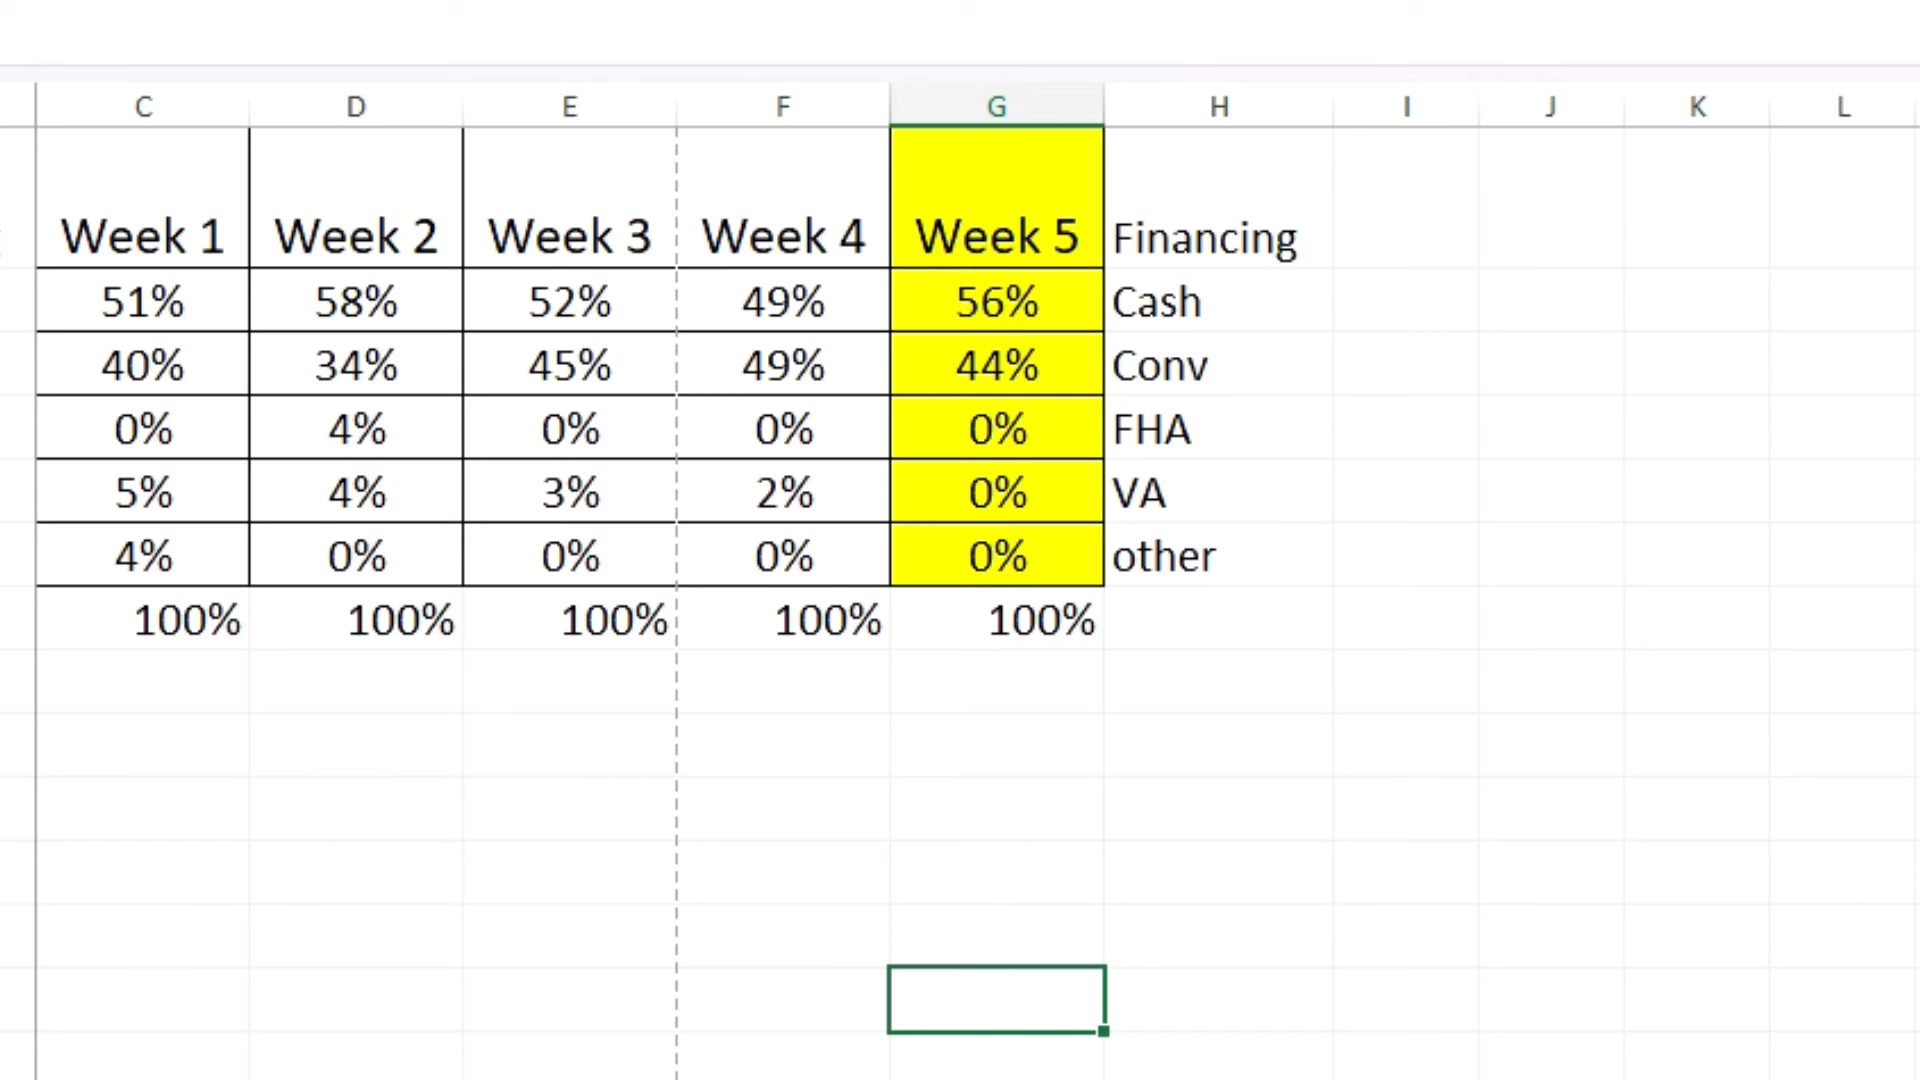 C D E F G H I J K L
Week 1 Week 2 Week 3 Week 4 Week 5 Financing
51% 58% 52% 49% 56% Cash
40% 34% 45% 49% 44% Conv
0% 4% 0% 0% 0% FHA
5% 4% 3% 2% 0% VA
4% 0% 0% 0% 0% other
100% 100% 100% 100% 100%